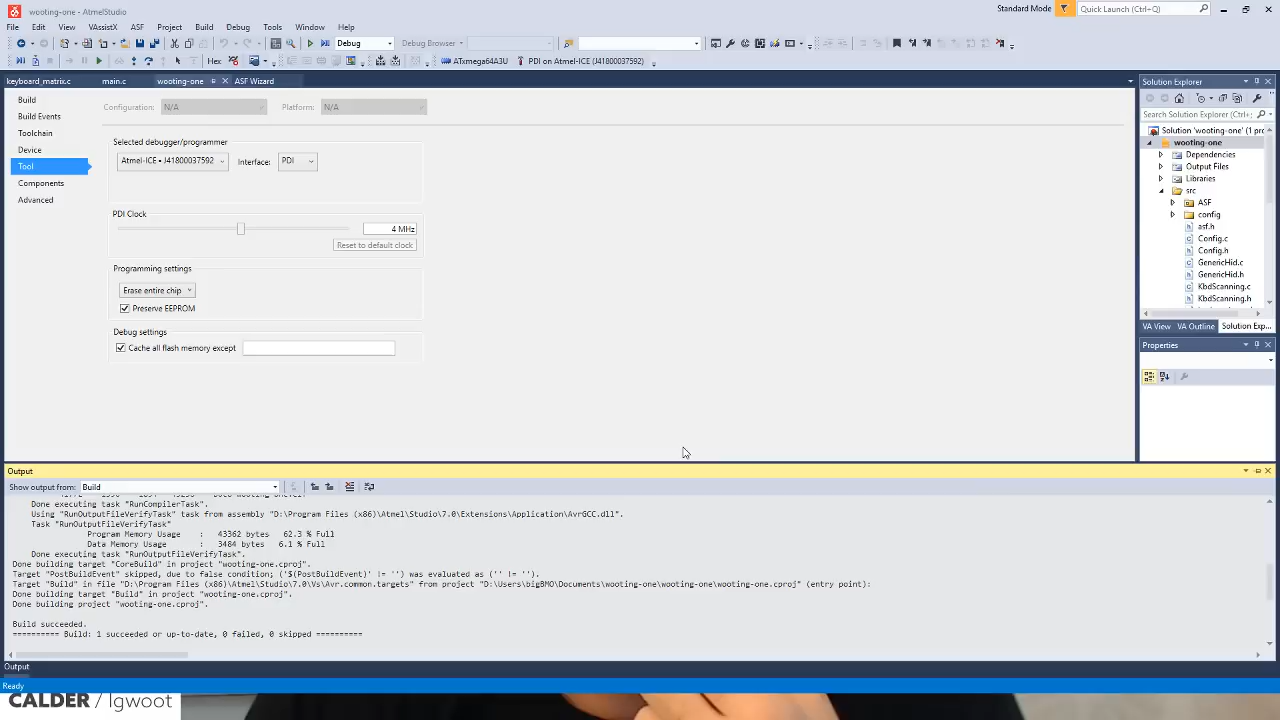 wooting-one - AtmelStudio
Standard Mode
Quick Launch (Ctrl+Q)
File Edit View VAssistX ASF Project Build Debug Tools Window Help
Debug
Debug Browser
Hex
ATxmega64A3U
PDI on Atmel-ICE (J41800037592)
keyboard_matrix.c main.c wooting-one ASF Wizard
Build
Build Events
Toolchain
Device
Tool
Components
Advanced
Configuration: N/A Platform: N/A
Selected debugger/programmer
Atmel-ICE • J41800037592 Interface: PDI
PDI Clock
4 MHz
Reset to default clock
Programming settings
Erase entire chip
Preserve EEPROM
Debug settings
Cache all flash memory except
Solution Explorer
Search Solution Explorer (Ctrl+;)
Solution 'wooting-one' (1 pro
wooting-one
Dependencies
Output Files
Libraries
src
ASF
config
asf.h
Config.c
Config.h
GenericHid.c
GenericHid.h
KbdScanning.c
KbdScanning.h
VA View VA Outline Solution Exp...
Properties
Output
Show output from: Build
Done executing task "RunCompilerTask".
Using "RunOutputFileVerifyTask" task from assembly "D:\Program Files (x86)\Atmel\Studio\7.0\Extensions\Application\AvrGCC.dll".
Task "RunOutputFileVerifyTask"
Program Memory Usage : 43362 bytes 62.3 % Full
Data Memory Usage : 3484 bytes 6.1 % Full
Done executing task "RunOutputFileVerifyTask".
Done building target "CoreBuild" in project "wooting-one.cproj".
Target "PostBuildEvent" skipped, due to false condition; ('$(PostBuildEvent)' != '') was evaluated as ('' != '').
Target "Build" in file "D:\Program Files (x86)\Atmel\Studio\7.0\Vs\Avr.common.targets" from project "D:\Users\bigBMO\Documents\wooting-one\wooting-one\wooting-one.cproj" (entry point):
Done building target "Build" in project "wooting-one.cproj".
Done building project "wooting-one.cproj".
Build succeeded.
========== Build: 1 succeeded or up-to-date, 0 failed, 0 skipped ==========
Output
Ready
CALDER / lgwoot